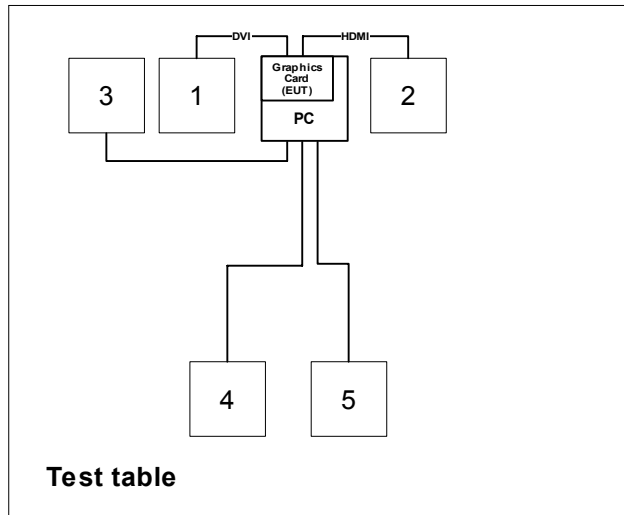 DVI
HDMI
Graphics
Card
(EUT)
PC
3
1
2
4
5
Test table